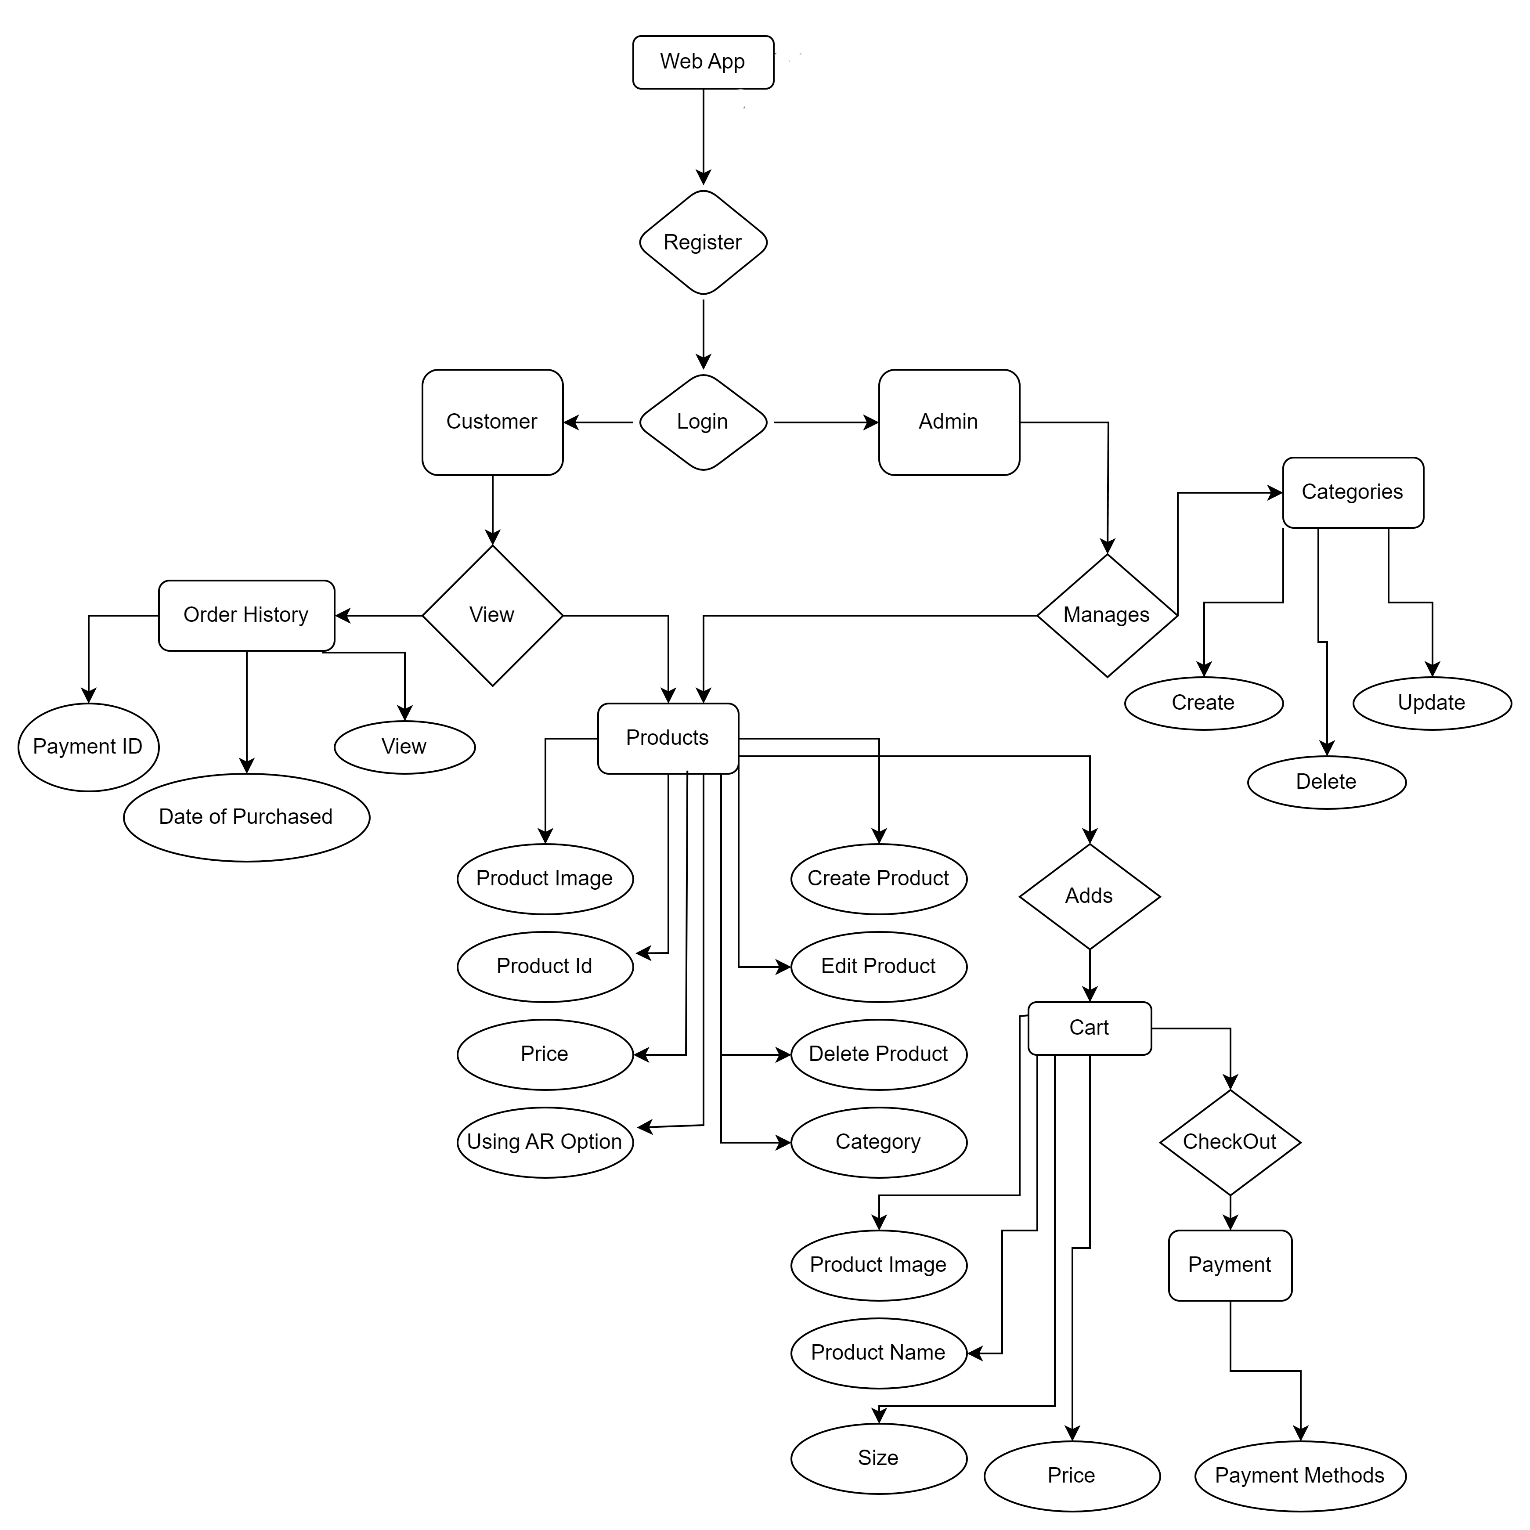 Web App
Register
Customer
Login
Admin
Categories
Order History
View
Manages
Create
Update
Payment ID
View
Products
Delete
Date of Purchased
Product Image
Create Product
Adds
Product Id
Edit Product
Cart
Price
Delete Product
Using AR Option
Category
CheckOut
Product Image
Payment
Product Name
Size
Price
Payment Methods